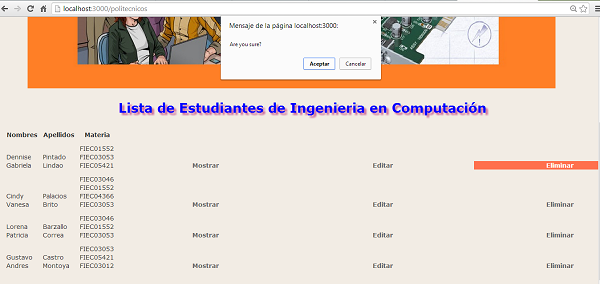 localhost:3000/politecnicos
Mensaje de la página localhost:3000:
Are you sure?
Aceptar Cancelar
Lista de Estudiantes de Ingenieria en Computación
Nombres Apellidos Materia
FIEC01552
Dennise Pintado FIEC03053
Gabriela Lindao FIEC05421 Mostrar Editar Eliminar
FIEC03046
FIEC01552
Cindy Palacios FIEC04366
Vanesa Brito FIEC03053 Mostrar Editar Eliminar
FIEC03046
Lorena Barzallo FIEC01552
Patricia Correa FIEC03053 Mostrar Editar Eliminar
FIEC03053
Gustavo Castro FIEC05421
Andres Montoya FIEC03012 Mostrar Editar Eliminar